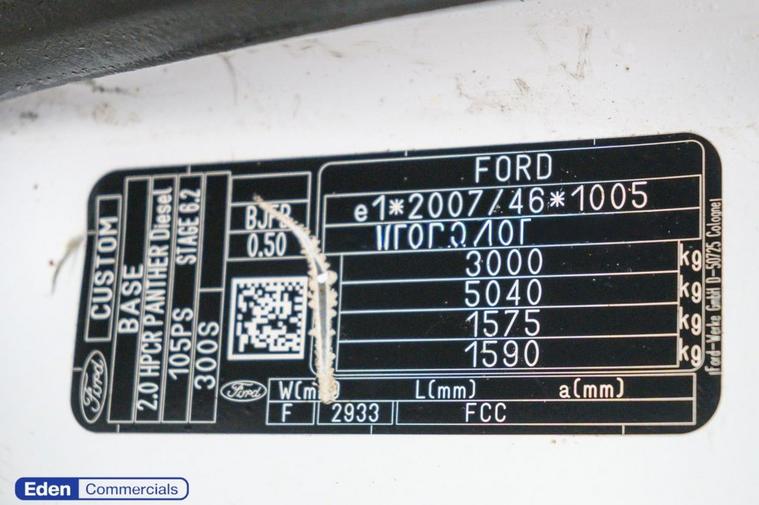 FORD
e1*2007/46*1005
3000 kg
5040 kg
1575 kg
1590 kg
CUSTOM
BASE
2.0 HPCR PANTHER Diesel
105PS STAGE 6.2
300S
0.50
Ford
Ford
L(mm) a(mm)
F 2933 FCC
(Ford-Werke GmbH D-50725 Cologne)
Eden Commercials